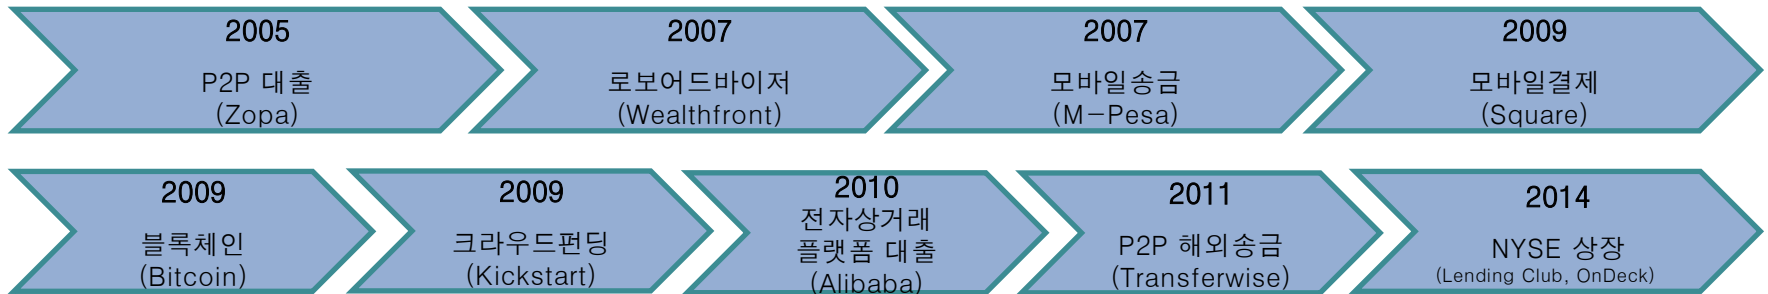 2005
P2P 대출
(Zopa)
2007
로보어드바이저
(Wealthfront)
2007
모바일송금
(M-Pesa)
2009
모바일결제
(Square)
2009
블록체인
(Bitcoin)
2009
크라우드펀딩
(Kickstart)
2010
전자상거래
플랫폼 대출
(Alibaba)
2011
P2P 해외송금
(Transferwise)
2014
NYSE 상장
(Lending Club, OnDeck)